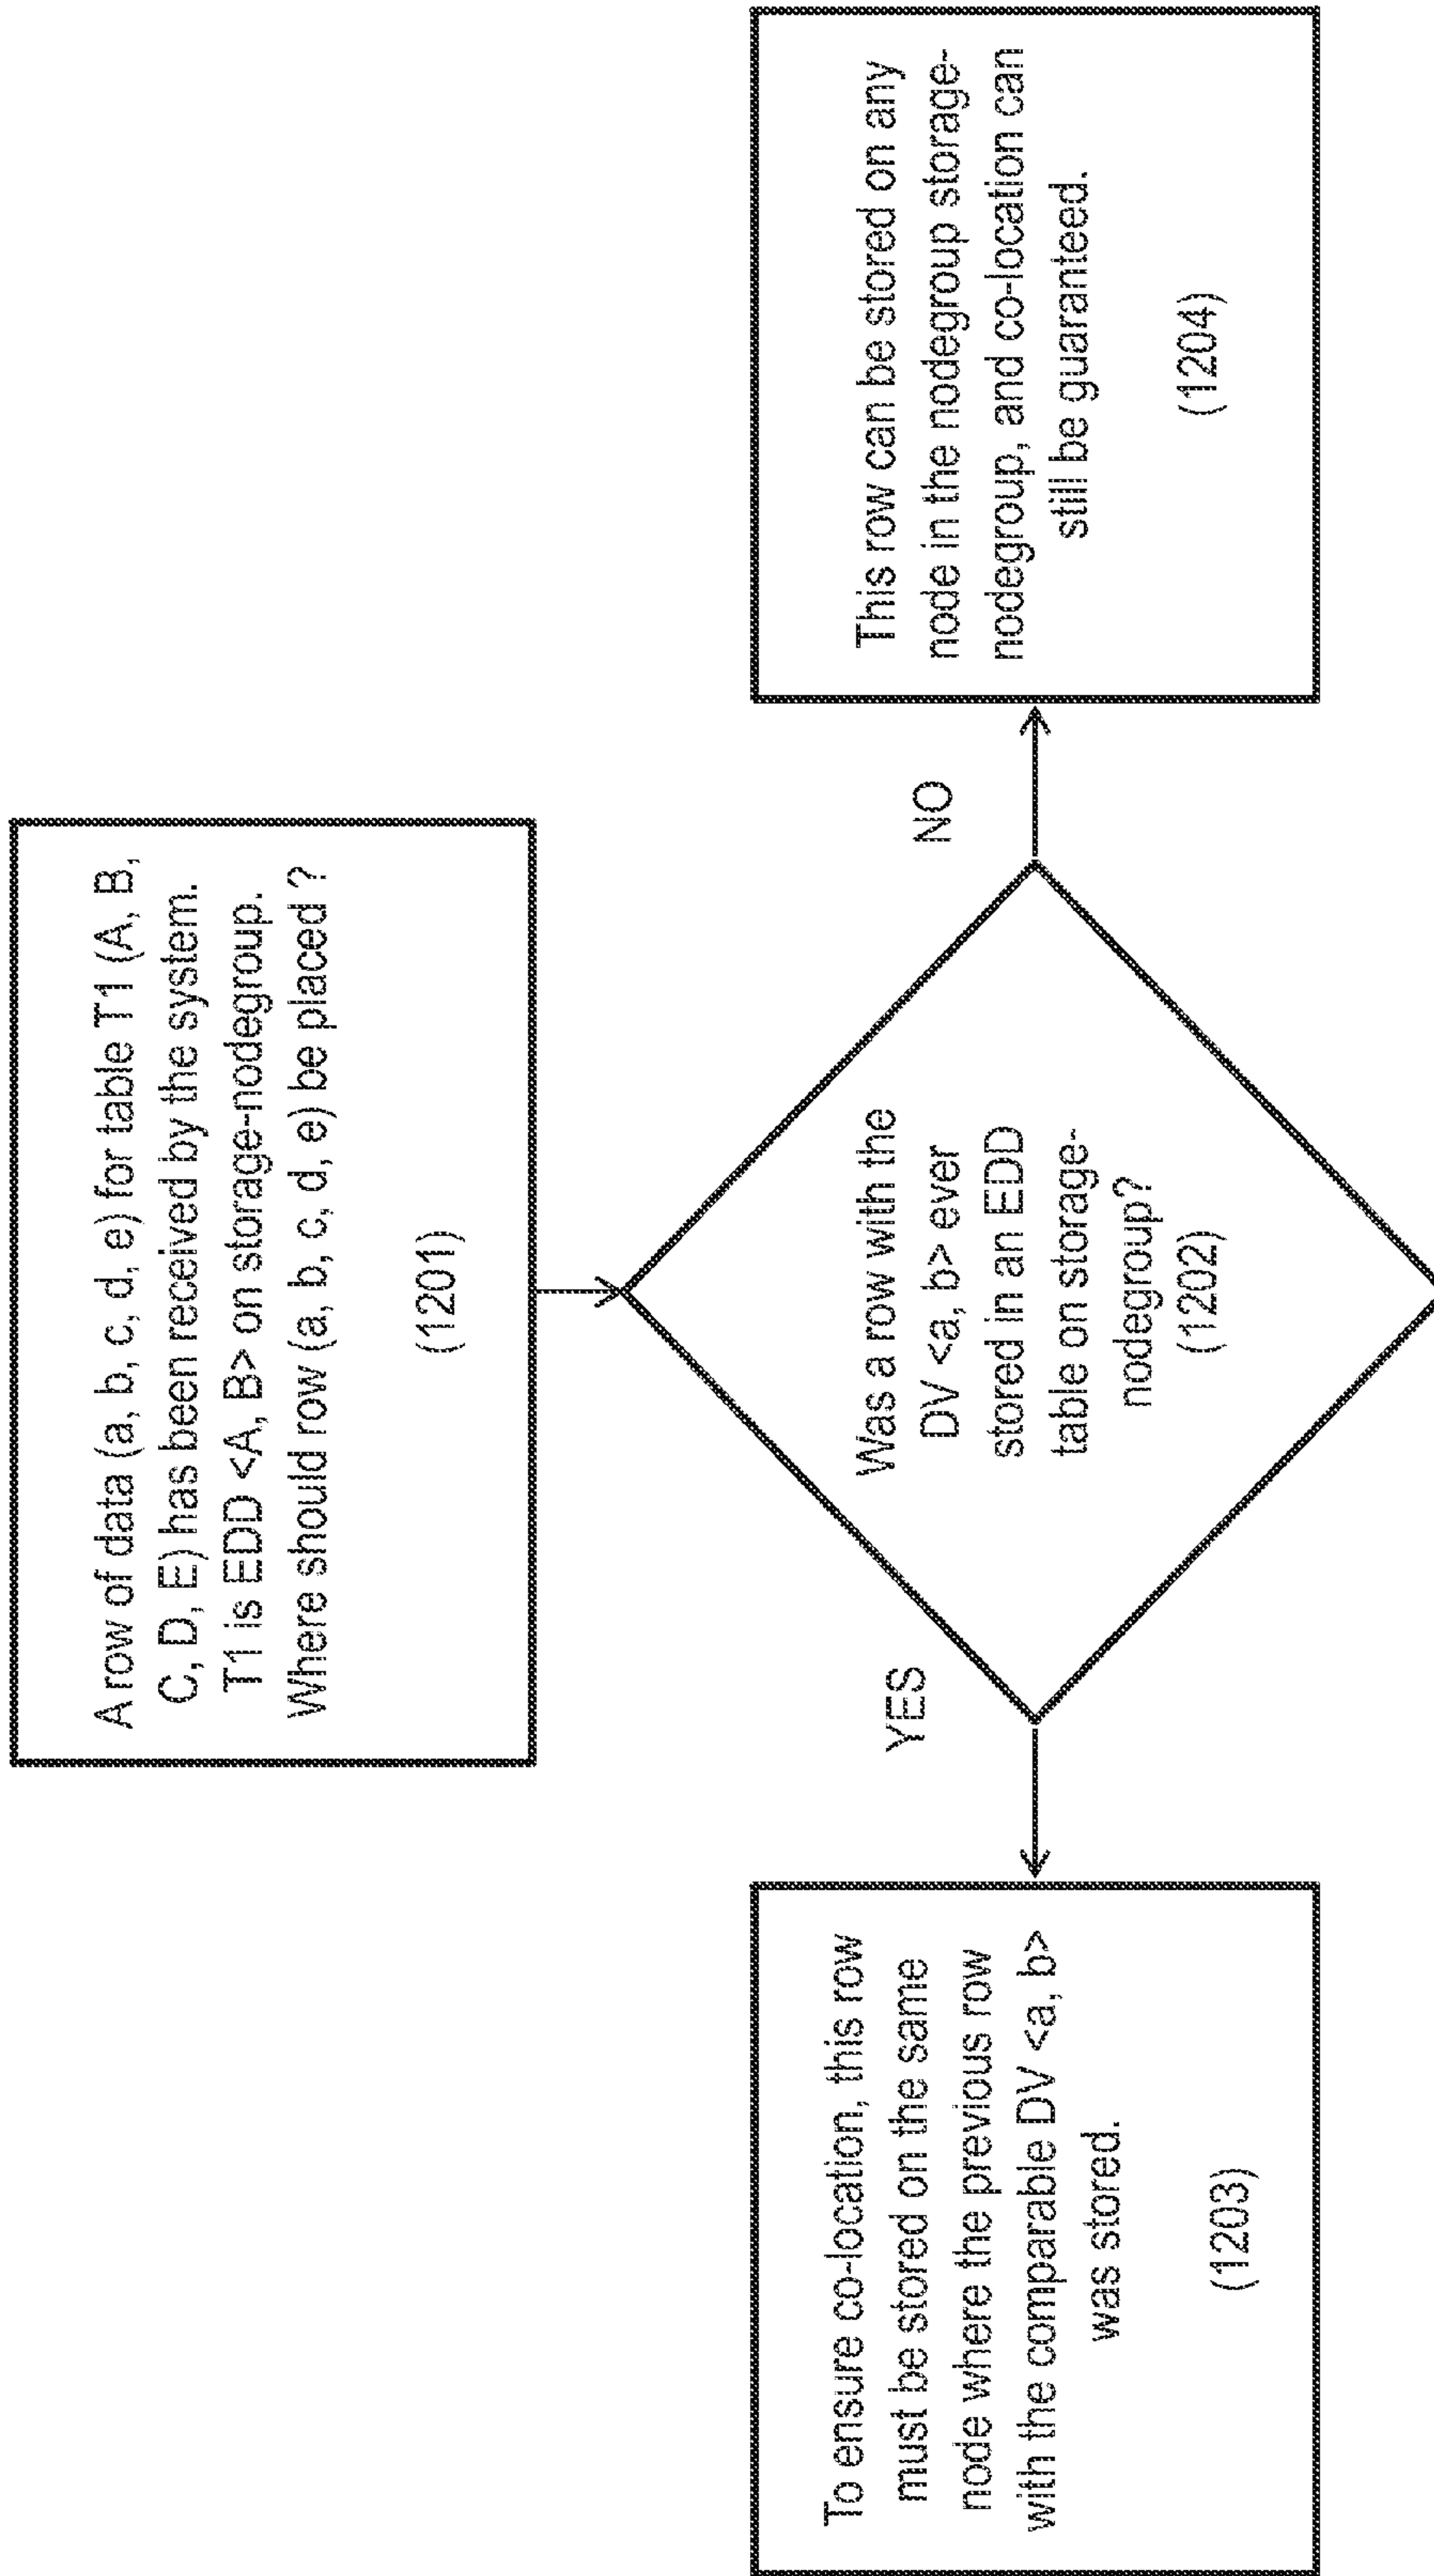 A row of data (a, b, c, d, e) for table T1 (A, B,
C, D, E) has been received by the system.
T1 is EDD <A, B> on storage-nodegroup.
Where should row (a, b, c, d, e) be placed ?
(1201)
Was a row with the
DV <a, b> ever
stored in an EDD
table on storage-
nodegroup?
(1202)
YES
NO
To ensure co-location, this row
must be stored on the same
node where the previous row
with the comparable DV <a, b>
was stored.
(1203)
This row can be stored on any
node in the nodegroup storage-
nodegroup, and co-location can
still be guaranteed.
(1204)